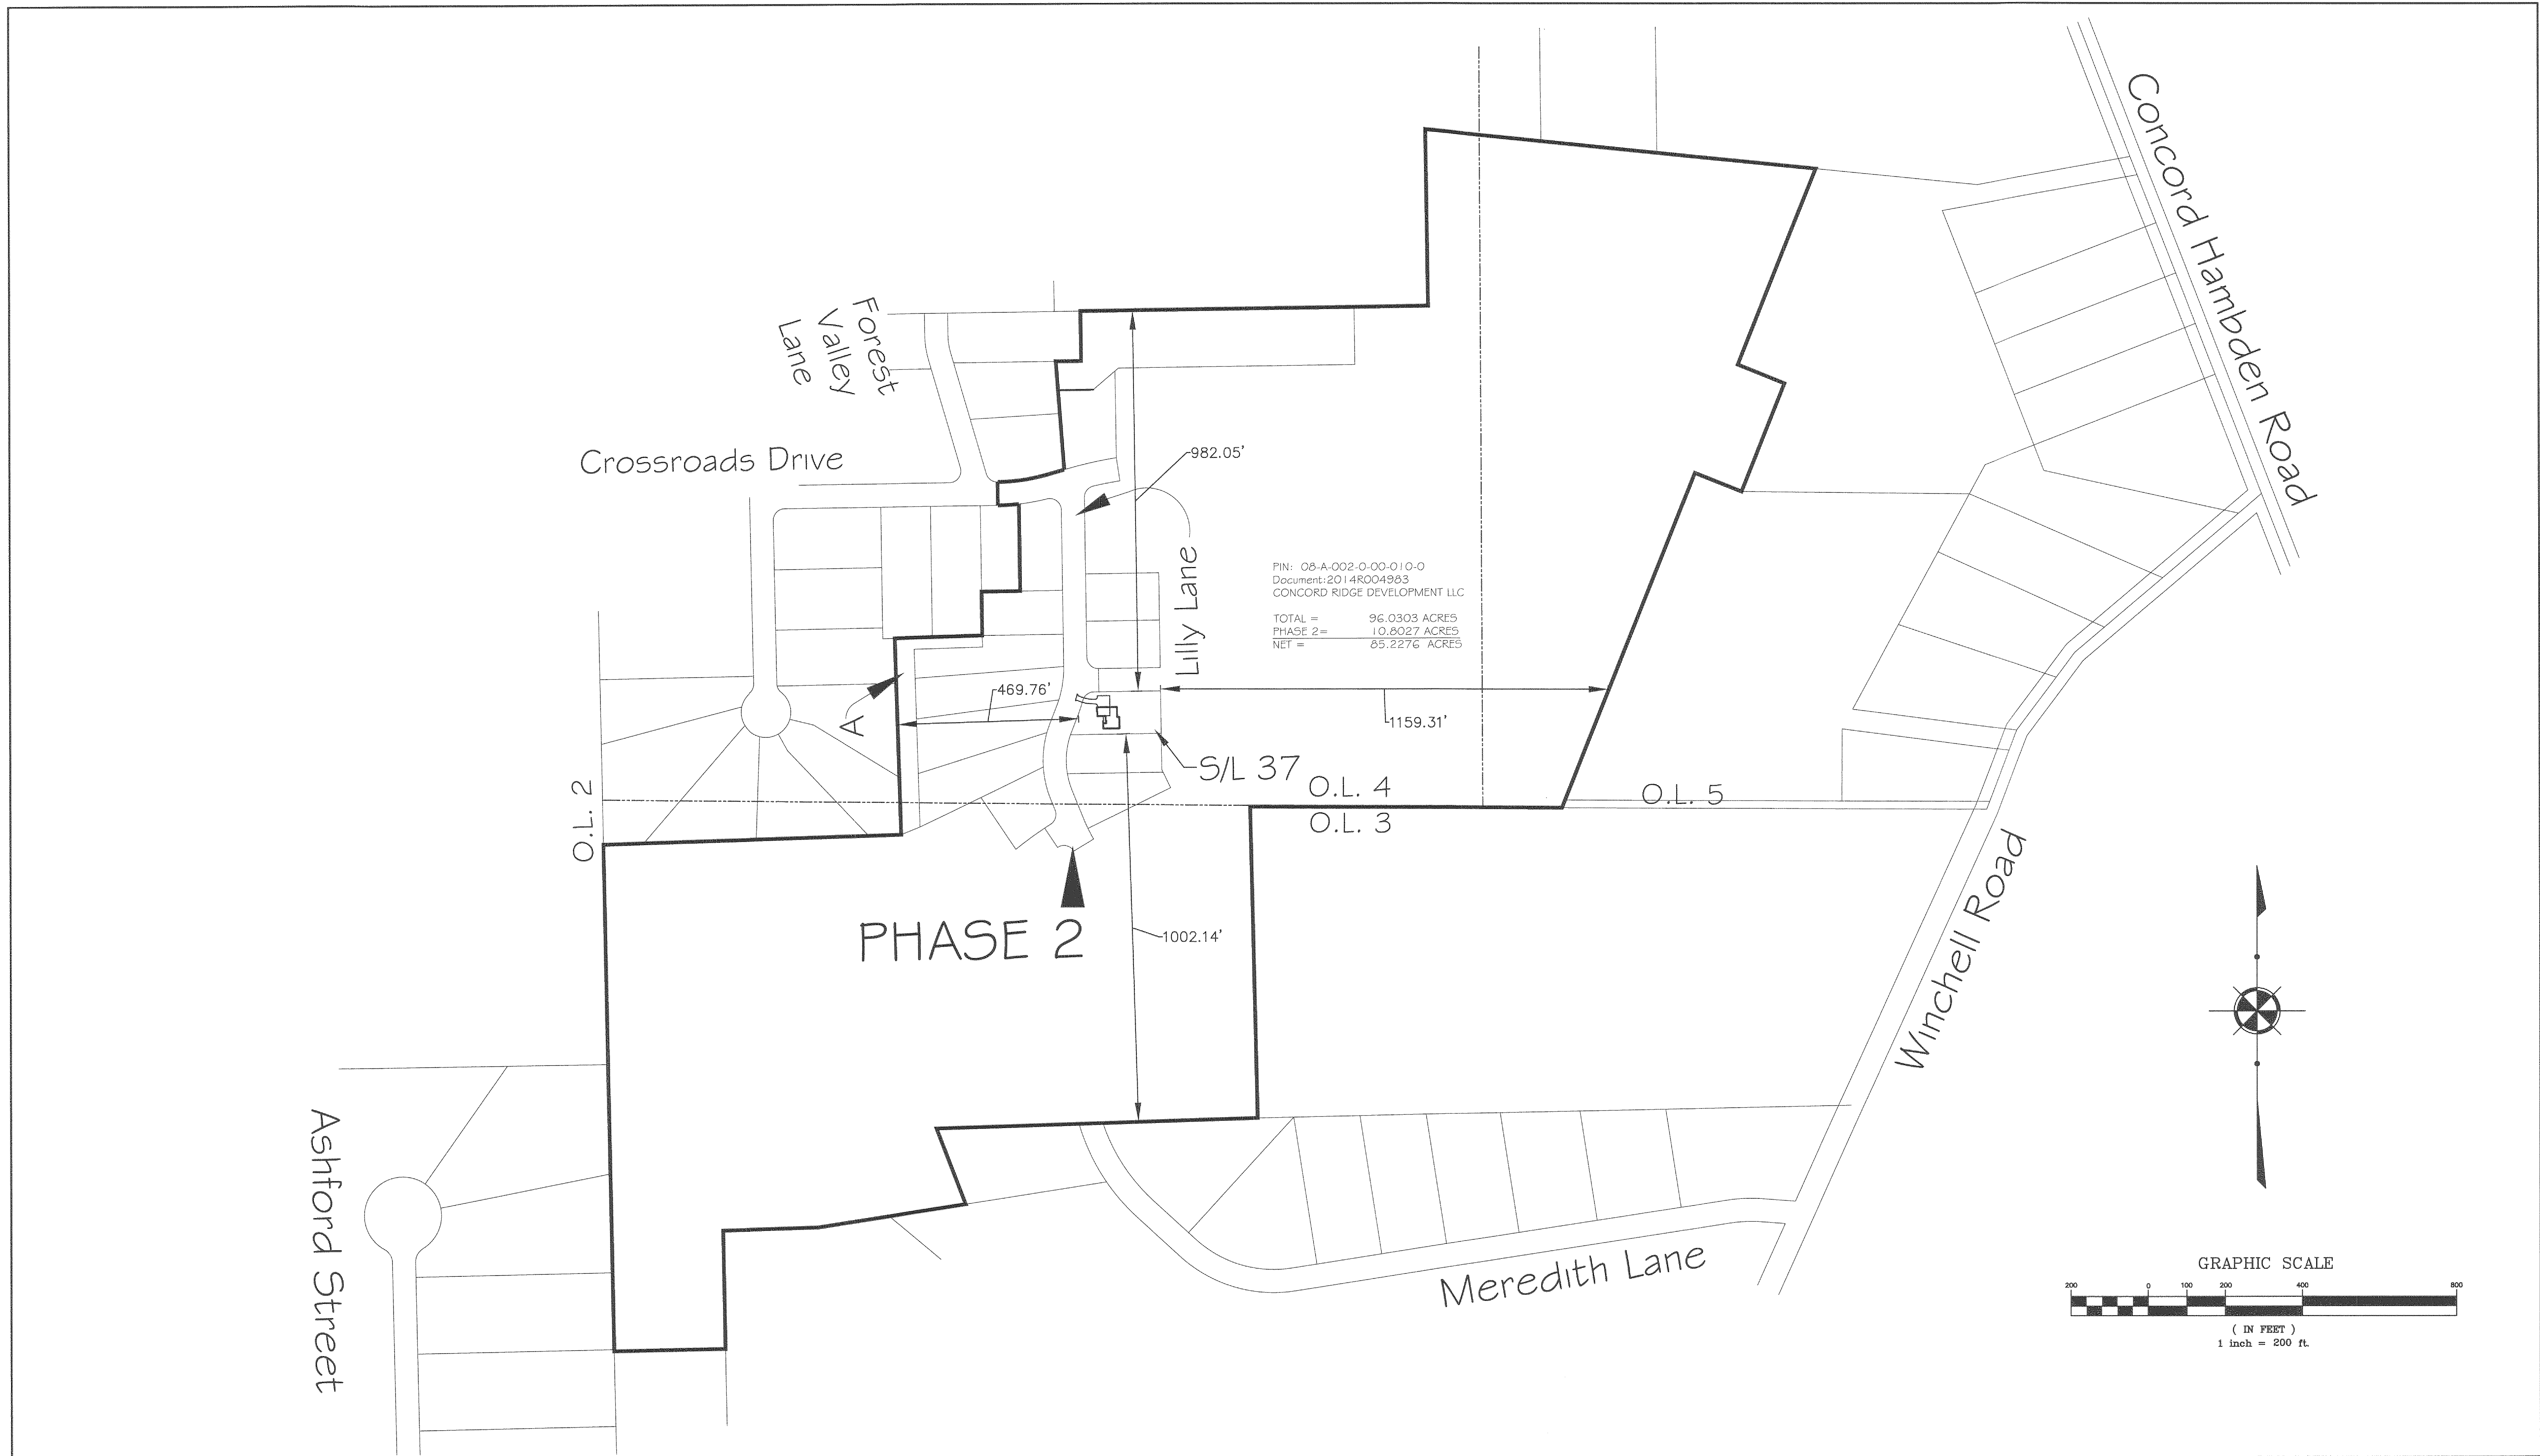 Concord Hambden Road
Forest
Valley
Lane
Crossroads Drive
982.05'
Lilly Lane
PIN: 08-A-002-0-00-010-0
Document:2014R004983
CONCORD RIDGE DEVELOPMENT LLC
TOTAL = 96.0303 ACRES
PHASE 2= 10.8027 ACRES
NET = 85.2276 ACRES
469.76'
A
1159.31'
S/L 37
O.L. 4
O.L. 5
O.L. 2
O.L. 3
PHASE 2
1002.14'
Winchell Road
Ashford Street
Meredith Lane
GRAPHIC SCALE
200 0 100 200 400 800
( IN FEET )
1 inch = 200 ft.